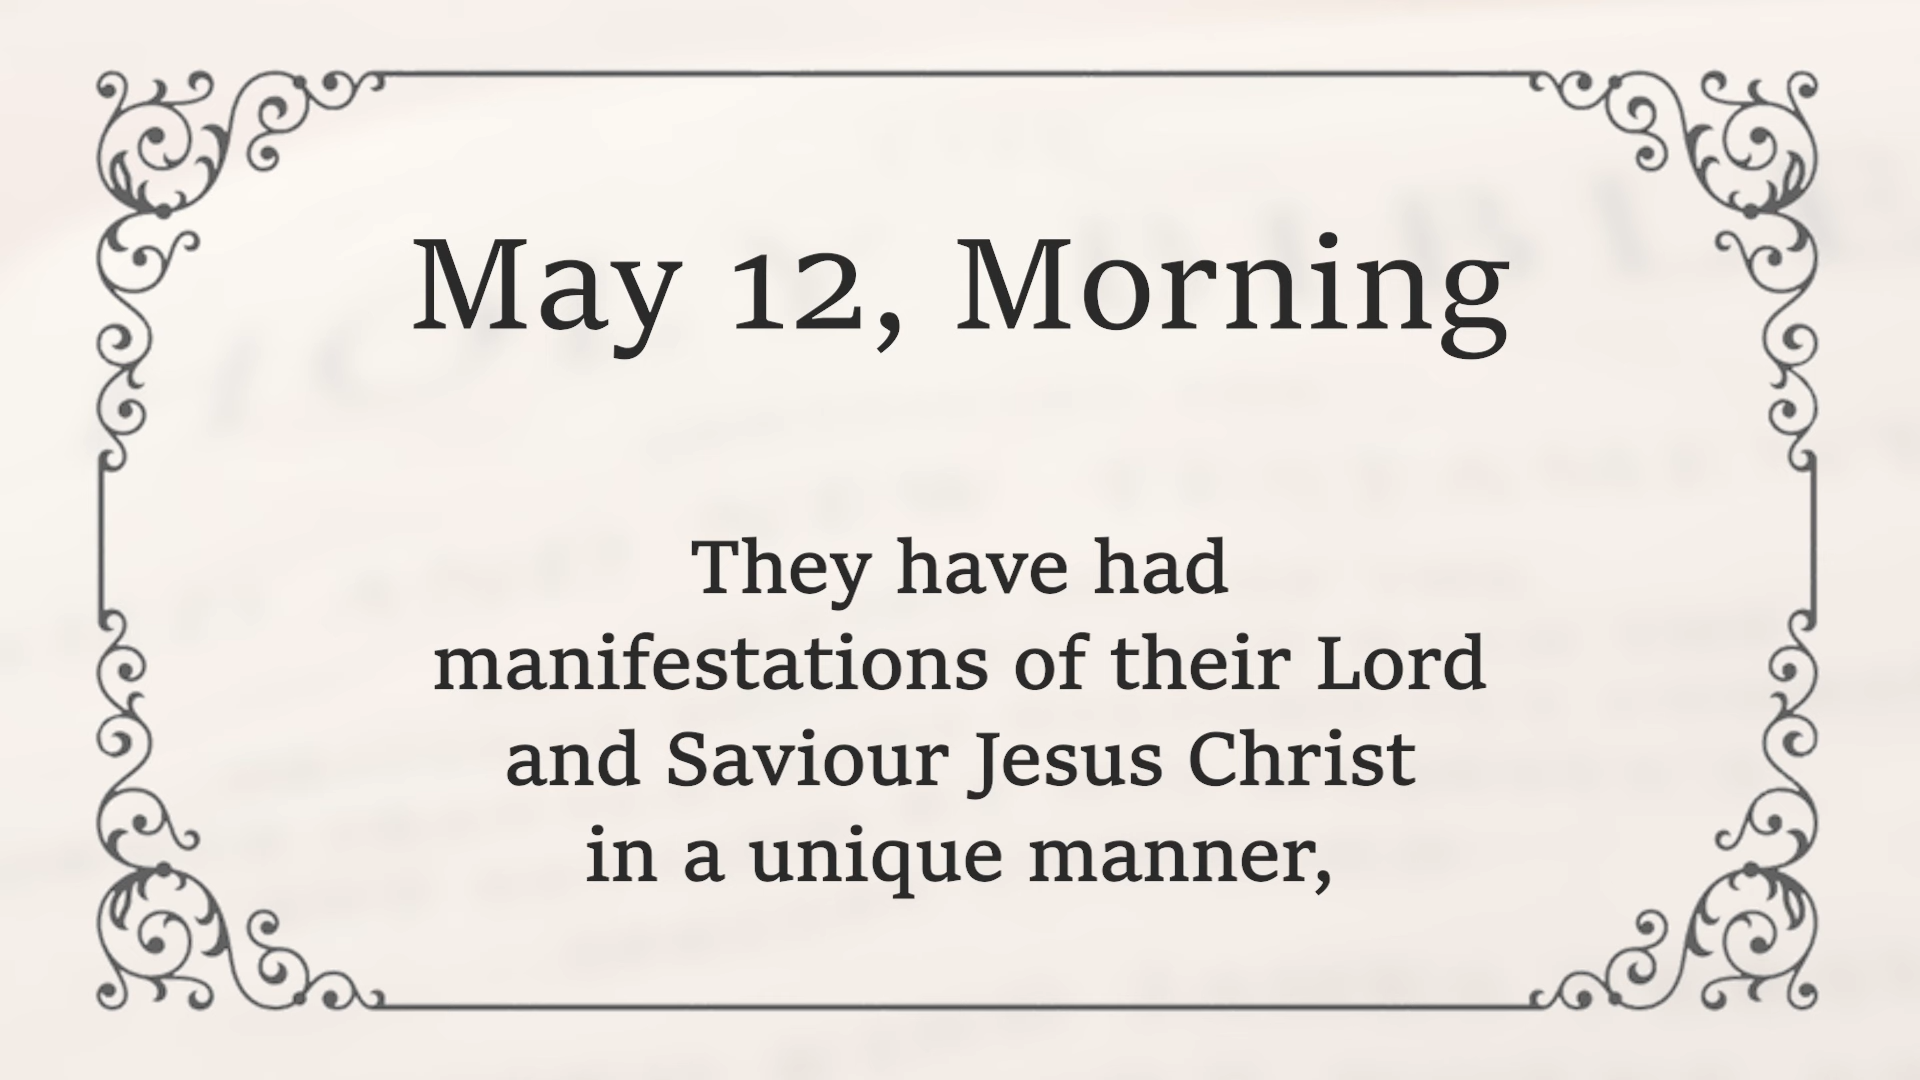 May 12, Morning
They have had
manifestations of their Lord
and Saviour Jesus Christ
in a unique manner,